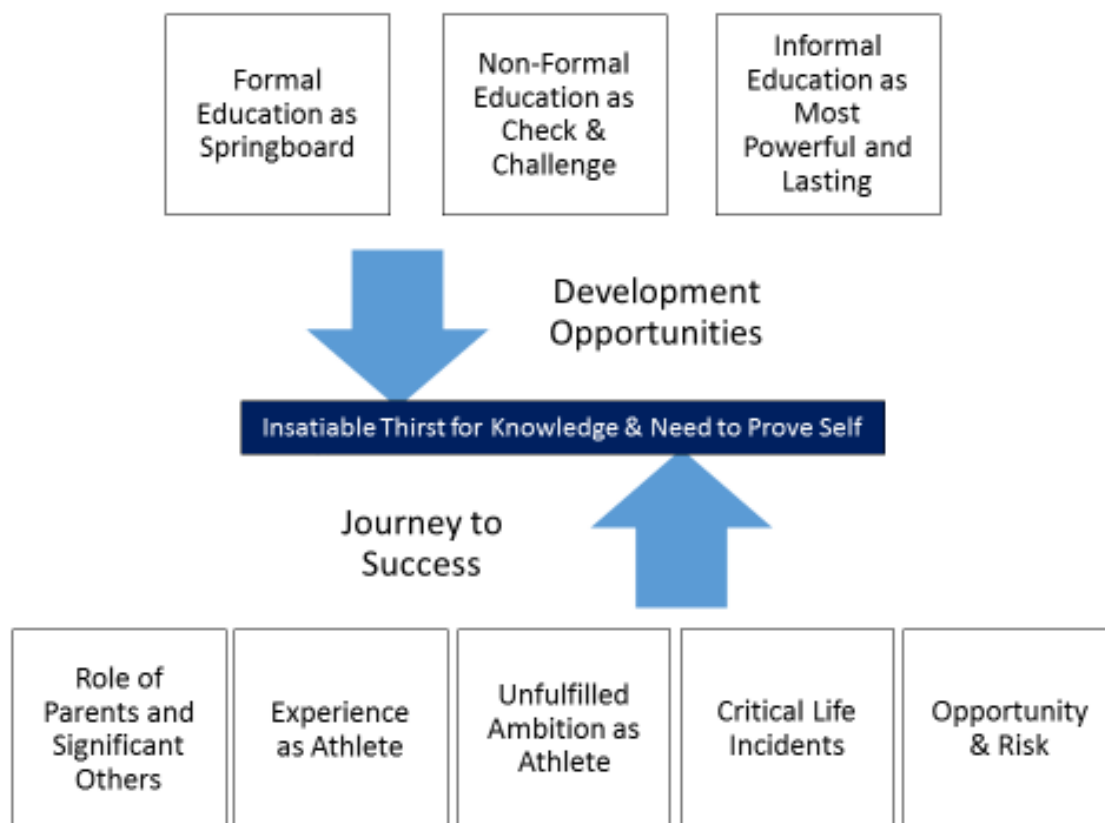 Formal
Education as
Springboard
Non-Formal
Education as
Check &
Challenge
Informal
Education as
Most
Powerful and
Lasting
Development
Opportunities
Insatiable Thirst for Knowledge & Need to Prove Self
Journey to
Success
Role of
Parents and
Significant
Others
Experience
as Athlete
Unfulfilled
Ambition as
Athlete
Critical Life
Incidents
Opportunity
& Risk